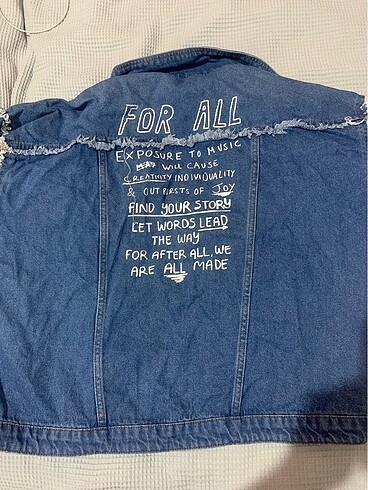 FOR ALL
EXPOSURE TO MUSIC
WILL CAUSE
CREATIVITY INDIVIDUALITY
& OUTBURSTS OF JOY
FIND YOUR STORY
LET WORDS LEAD
THE WAY
FOR AFTER ALL, WE
ARE ALL MADE